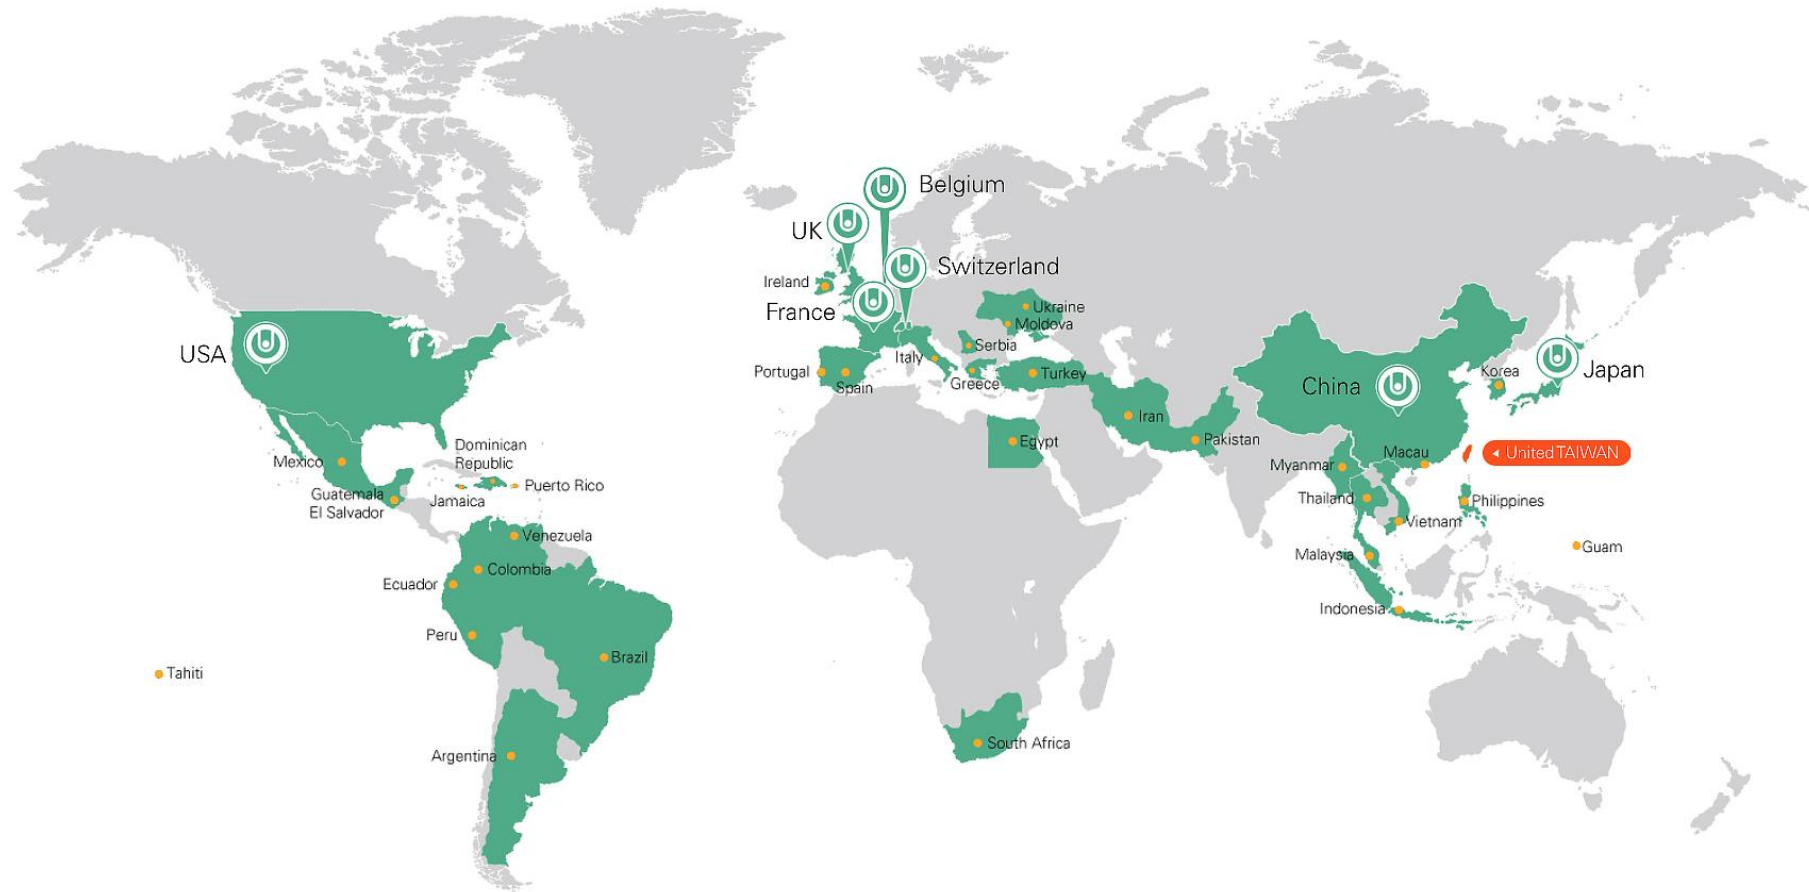 Belgium
UK
Switzerland
Ireland
France
Ukraine
Moldova
USA
Serbia
Italy
Portugal
Spain
Greece
Turkey
Korea
Japan
China
Iran
Egypt
Pakistan
Macau
◄ United TAIWAN
Mexico
Dominican
Republic
Myanmar
Guatemala
El Salvador
Jamaica
Puerto Rico
Thailand
Philippines
Vietnam
Venezuela
Malaysia
Guam
Colombia
Ecuador
Indonesia
Peru
Brazil
Tahiti
Argentina
South Africa